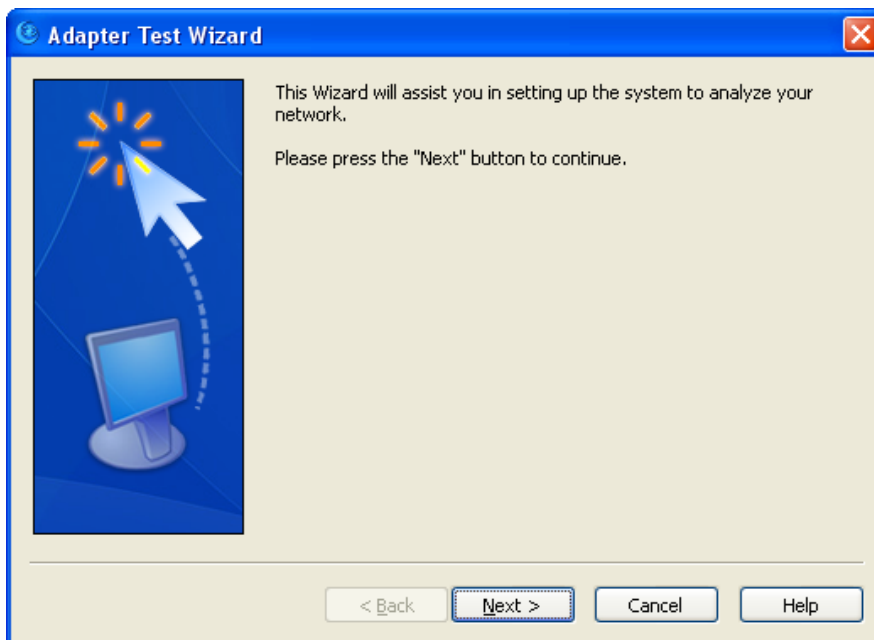 Adapter Test Wizard
This Wizard will assist you in setting up the system to analyze your
network.
Please press the "Next" button to continue.
< Back
Next >
Cancel
Help